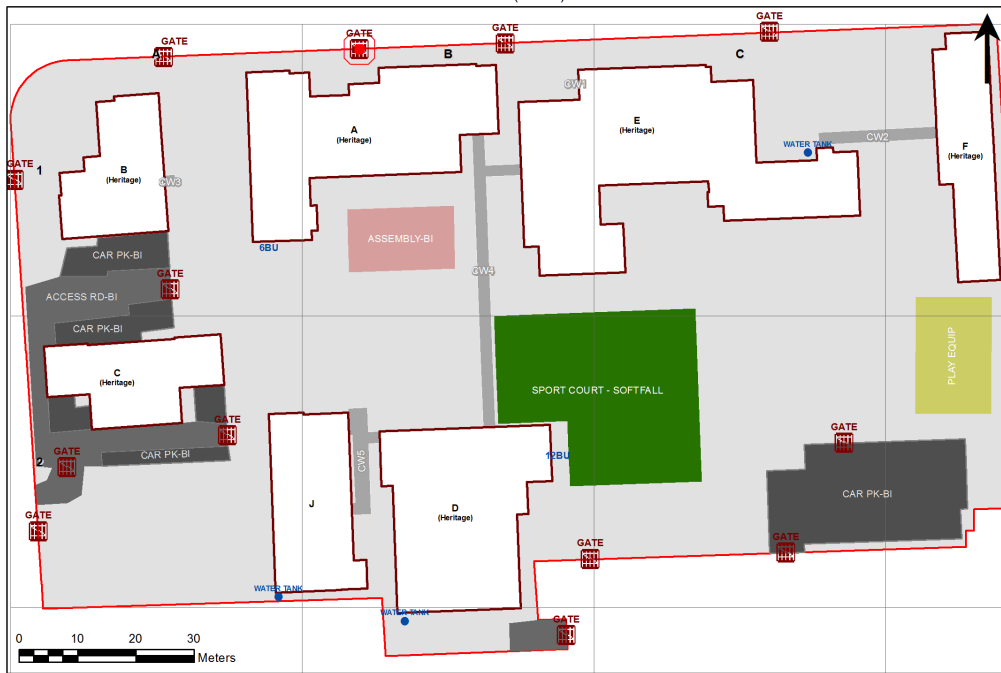 GATE
GATE
GATE
GATE
A
B
C
CW1
A
(Heritage)
E
(Heritage)
CW2
WATER TANK
F
(Heritage)
GATE
1
B
(Heritage)
CW3
ASSEMBLY-BI
6BU
CAR PK-BI
CW4
GATE
ACCESS RD-BI
CAR PK-BI
PLAY EQUIP
C
(Heritage)
SPORT COURT - SOFTFALL
GATE
GATE
GATE
2
CAR PK-BI
CW5
12BU
CAR PK-BI
J
D
(Heritage)
GATE
GATE
GATE
WATER TANK
WATER TANK
GATE
0 10 20 30
Meters